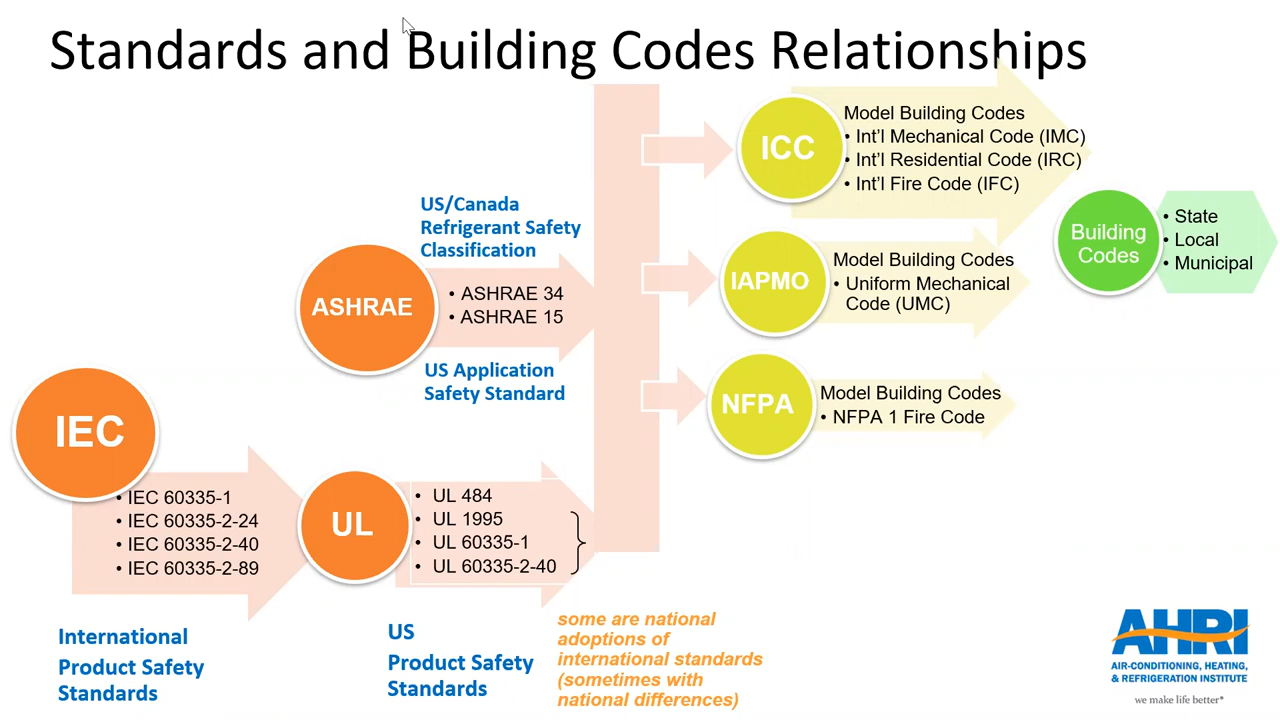 Standards and Building Codes Relationships
ICC
Model Building Codes
• Int'l Mechanical Code (IMC)
• Int'l Residential Code (IRC)
• Int'l Fire Code (IFC)
US/Canada
Refrigerant Safety
Classification
Building
Codes
• State
• Local
• Municipal
ASHRAE
• ASHRAE 34
• ASHRAE 15
IAPMO
Model Building Codes
• Uniform Mechanical
Code (UMC)
US Application
Safety Standard
NFPA
Model Building Codes
• NFPA 1 Fire Code
IEC
• IEC 60335-1
• IEC 60335-2-24
• IEC 60335-2-40
• IEC 60335-2-89
UL
• UL 484
• UL 1995
• UL 60335-1
• UL 60335-2-40
International
Product Safety
Standards
US
Product Safety
Standards
some are national
adoptions of
international standards
(sometimes with
national differences)
AHRI
AIR-CONDITIONING, HEATING,
& REFRIGERATION INSTITUTE
we make life better*